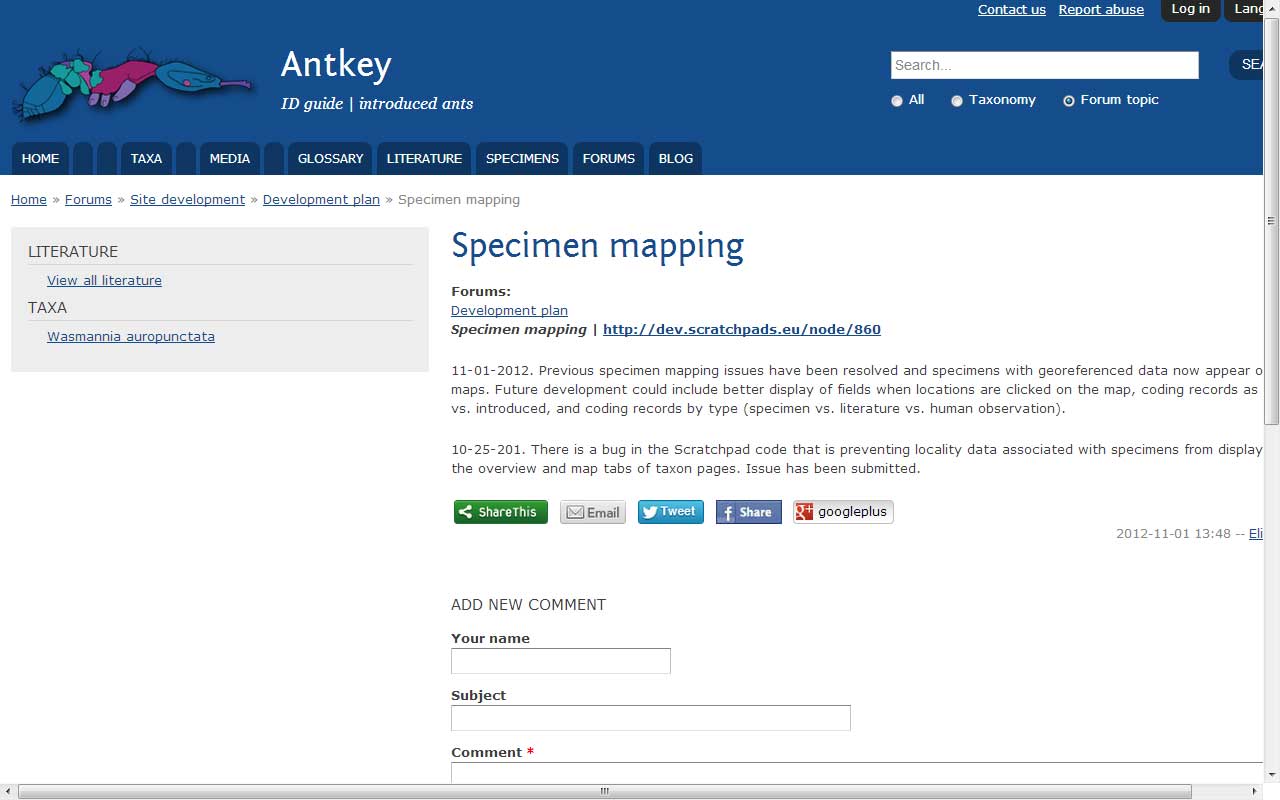 Contact us Report abuse Log in
Antkey
ID guide | introduced ants
Search...
All Taxonomy Forum topic
HOME TAXA MEDIA GLOSSARY LITERATURE SPECIMENS FORUMS BLOG
Home » Forums » Site development » Development plan » Specimen mapping
LITERATURE
View all literature
TAXA
Wasmannia auropunctata
Specimen mapping
Forums:
Development plan
Specimen mapping | http://dev.scratchpads.eu/node/860
11-01-2012. Previous specimen mapping issues have been resolved and specimens with georeferenced data now appear
maps. Future development could include better display of fields when locations are clicked on the map, coding records as
vs. introduced, and coding records by type (specimen vs. literature vs. human observation).
10-25-201. There is a bug in the Scratchpad code that is preventing locality data associated with specimens from display
the overview and map tabs of taxon pages. Issue has been submitted.
ShareThis Email Tweet Share googleplus
2012-11-01 13:48 -- Eli
ADD NEW COMMENT
Your name
Subject
Comment *